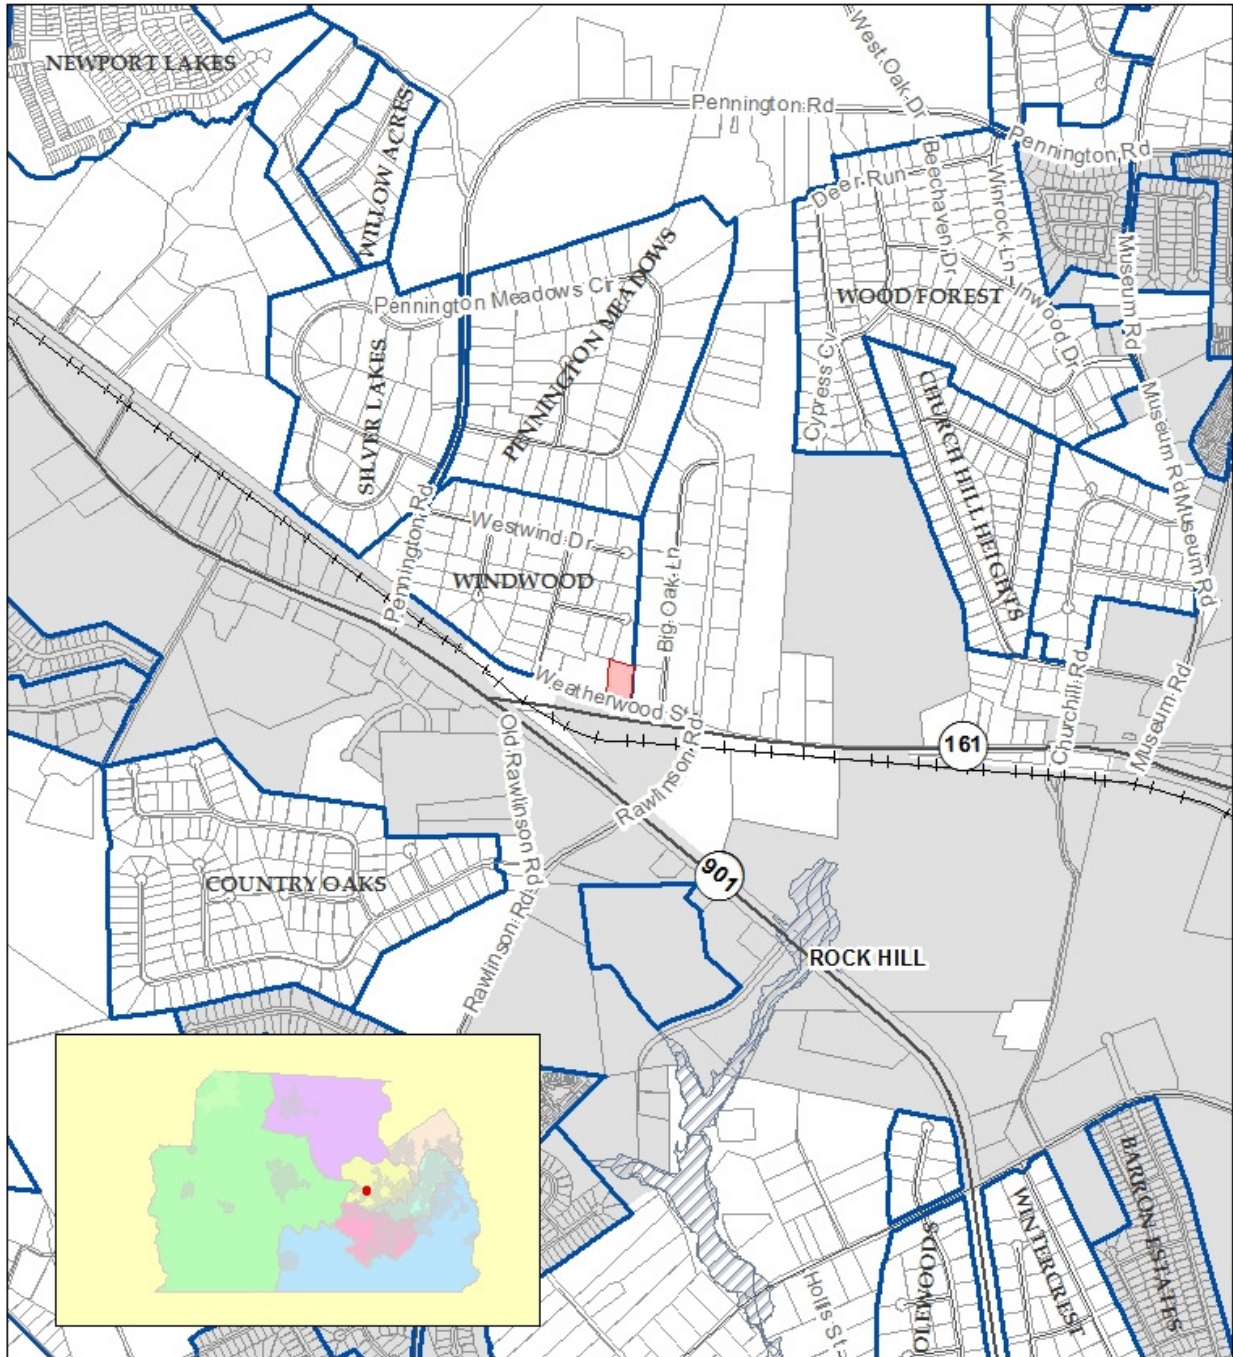 West Oak Dr
NEWPORT LAKES
WILLOW ACRES
Pennington Rd
Pennington Rd
Deer Run
Beechaven Dr
Winrock Ln
Museum Rd
Pennington Meadows Cir
PENNINGTON MEADOWS
WOOD FOREST
Linwood Dr
SILVER LAKES
Cypress Ci
CHURCH HILL HEIGHTS
Museum Rd
Museum Rd
Pennington Rd
Westwind Dr
WINDWOOD
Big Oak Ln
Weatherwood St
Old Rawlinson Rd
Rawlinson Rd
161
Churchill Rd
Museum Rd
901
COUNTRY OAKS
Rawlinson Rd
ROCK HILL
Hollis St
WINTERCREST
BARRON ESTATES